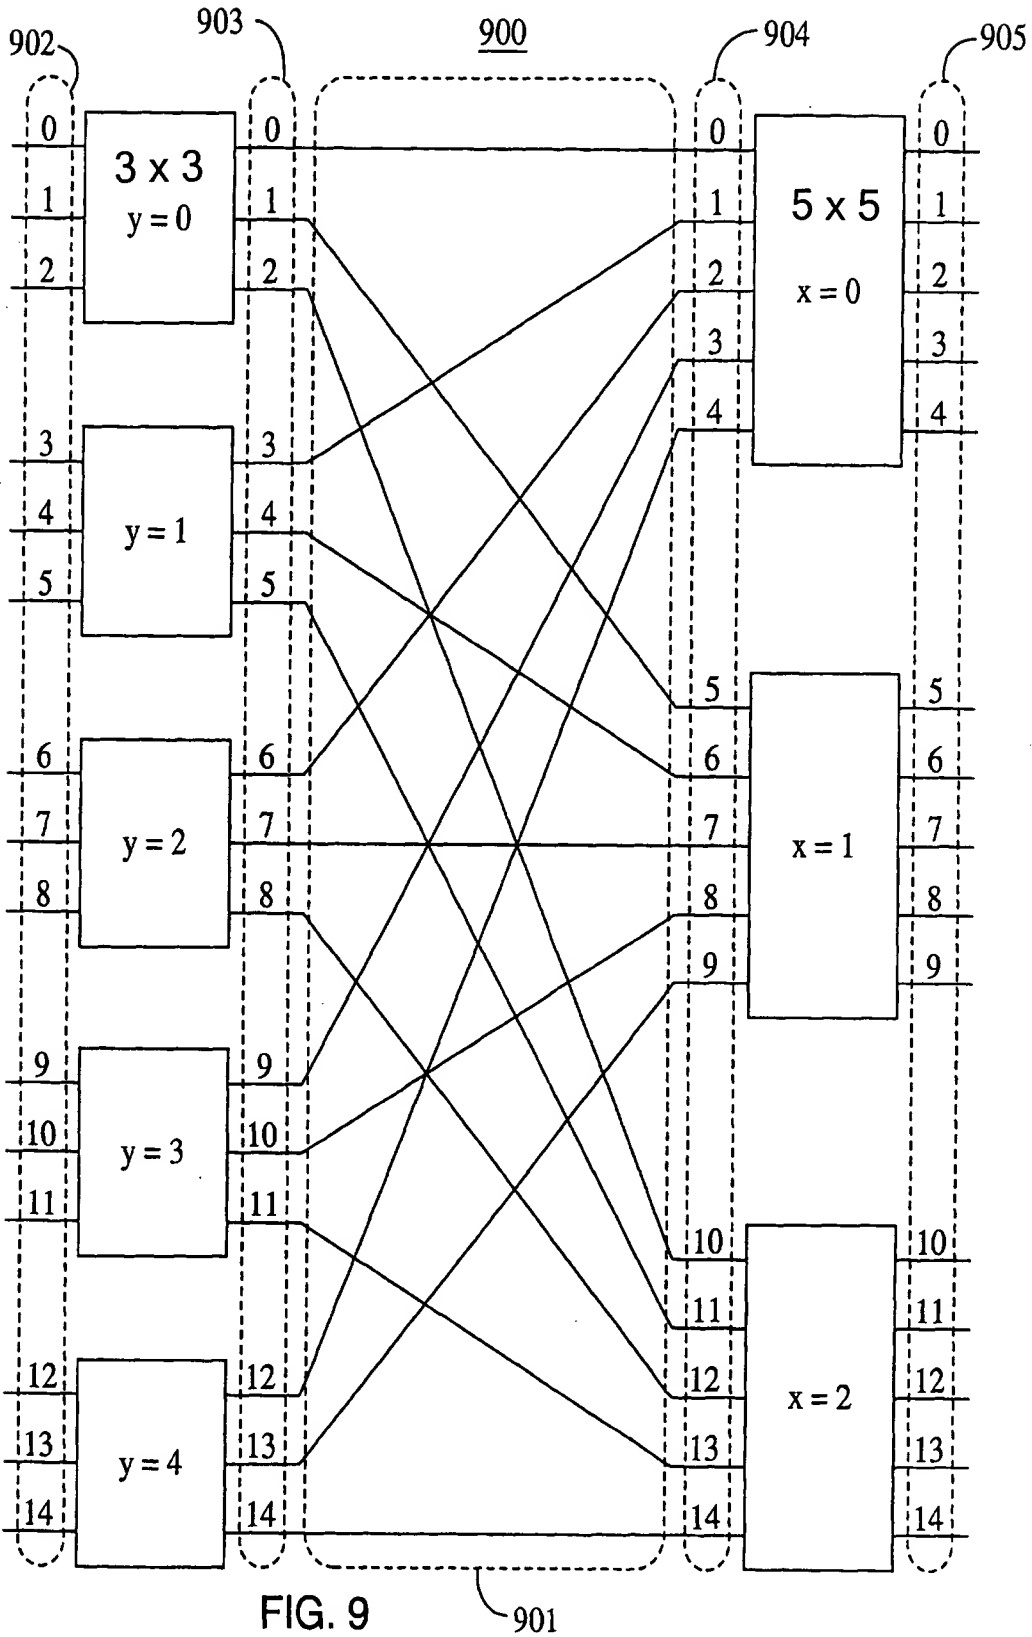 900
902
903
904
905
0 0 0 0
3 x 3
5 x 5
1 1 1 1
y = 0
2 2 2 2
x = 0
3 3
4 4
3 3
4 4
y = 1
5 5
5 5
6 6
6 6
7 7 7 7
y = 2
x = 1
8 8 8 8
9 9
9 9
10 10
y = 3
11 11
10 10
11 11
12 12 12 12
x = 2
13 13 13 13
y = 4
14 14 14 14
FIG. 9
901